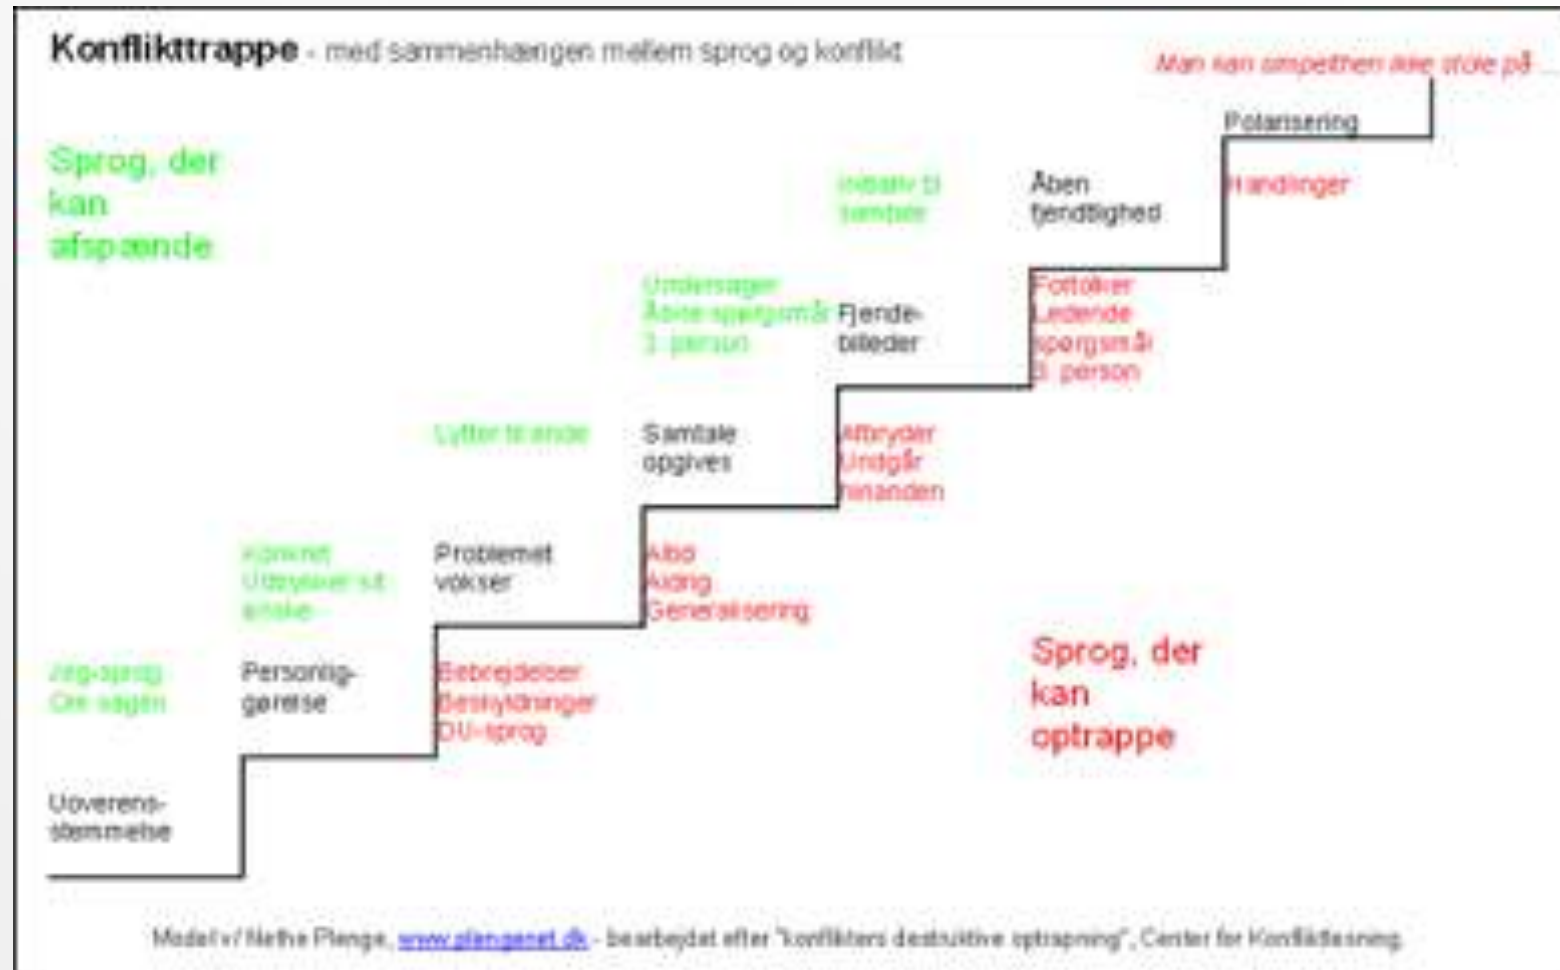 Konflikttrappe - med sammenhængen mellem sprog og konflikt
Man kan simpelthen ikke stole på ...
Polarisering
Handlinger
Sprog, der
kan
afspænde
Initiativ til
samtale
Åben
fjendtlighed
Undersøger
Åbne spørgsmål
3. person
Fjende-
billeder
Fortolker
Ledende
spørgsmål
3. person
Lytter til ende
Samtale
opgives
Afbryder
Undgår
hinanden
Konkret
Udtrykker sit
ønske
Problemet
vokser
Altid
Aldrig
Generalisering
Jeg-sprog
Om sagen
Personlig-
gørelse
Bebrejdelser
Beskyldninger
DU-sprog
Sprog, der
kan
optrappe
Uoverens-
stemmelse
Model v/ Nethe Plenge, www.plengenet.dk - bearbejdet efter "konflikters destruktive optrapning", Center for Konfliktløsning.